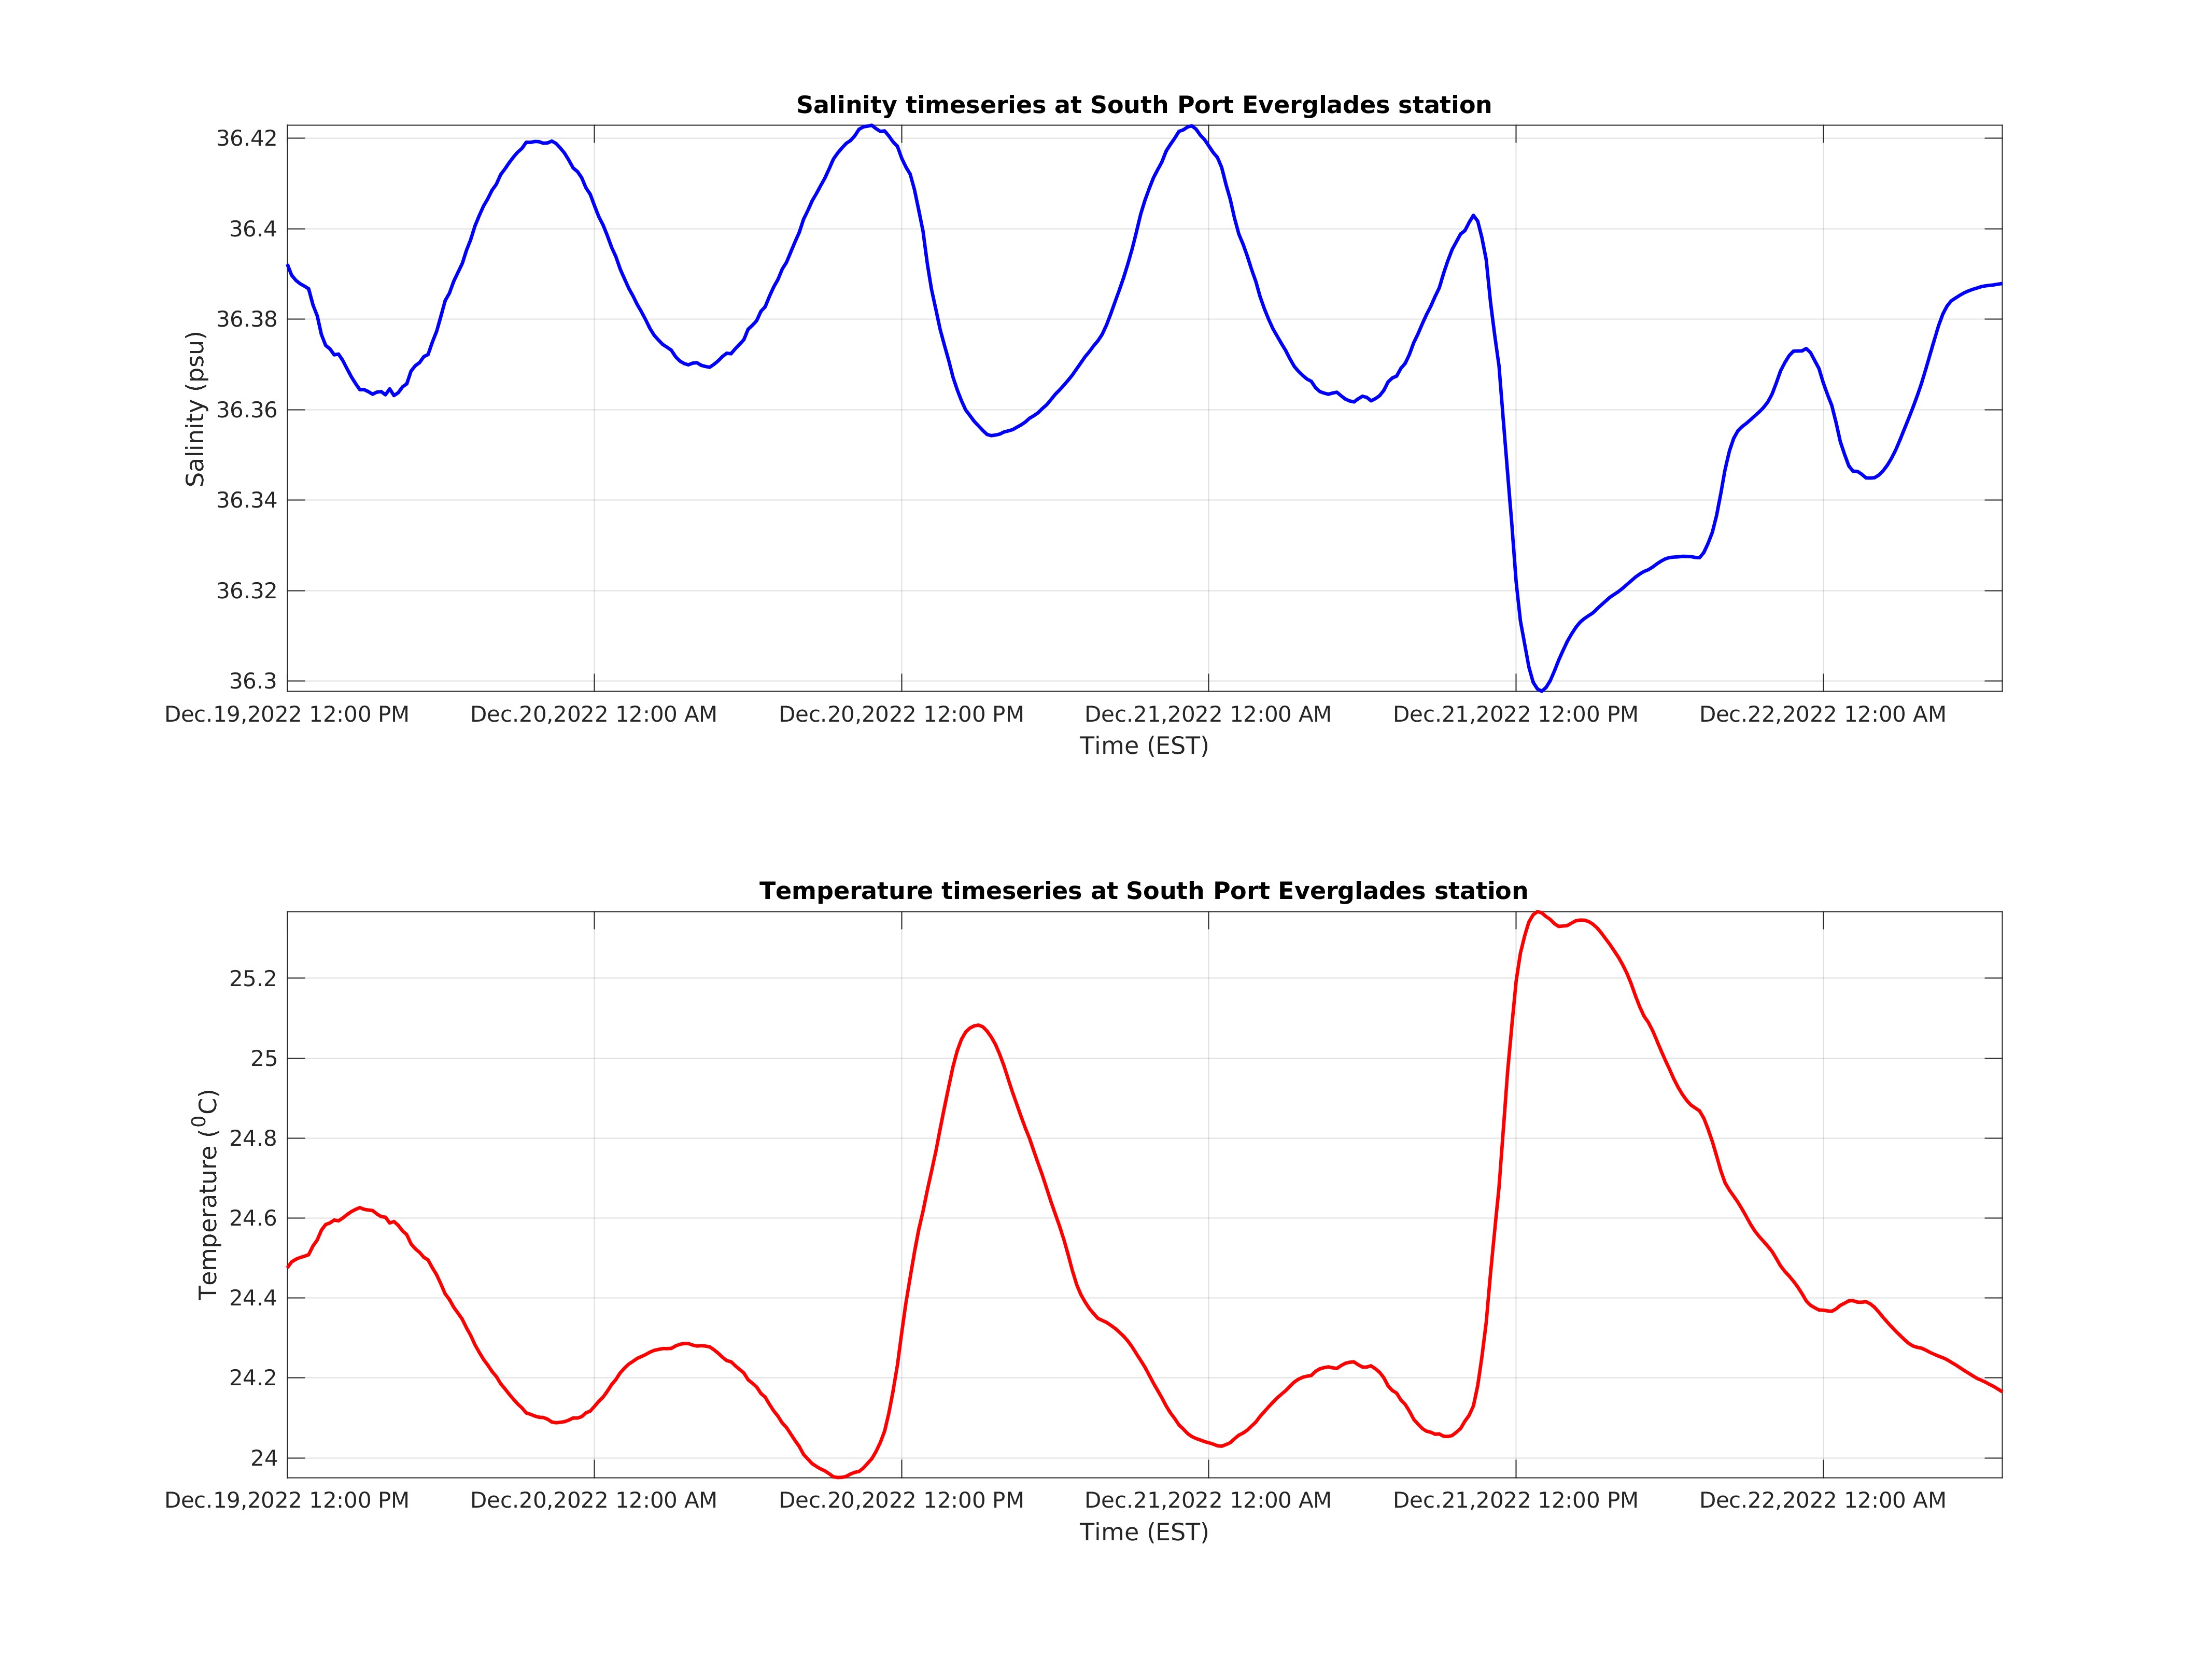 Salinity timeseries at South Port Everglades station
36.42
36.4
36.38
36.36
36.34
36.32
36.3
Salinity (psu)
Dec.19,2022 12:00 PM Dec.20,2022 12:00 AM Dec.20,2022 12:00 PM Dec.21,2022 12:00 AM Dec.21,2022 12:00 PM Dec.22,2022 12:00 AM
Time (EST)
Temperature timeseries at South Port Everglades station
25.2
25
24.8
24.6
24.4
24.2
24
Temperature (⁰C)
Dec.19,2022 12:00 PM Dec.20,2022 12:00 AM Dec.20,2022 12:00 PM Dec.21,2022 12:00 AM Dec.21,2022 12:00 PM Dec.22,2022 12:00 AM
Time (EST)